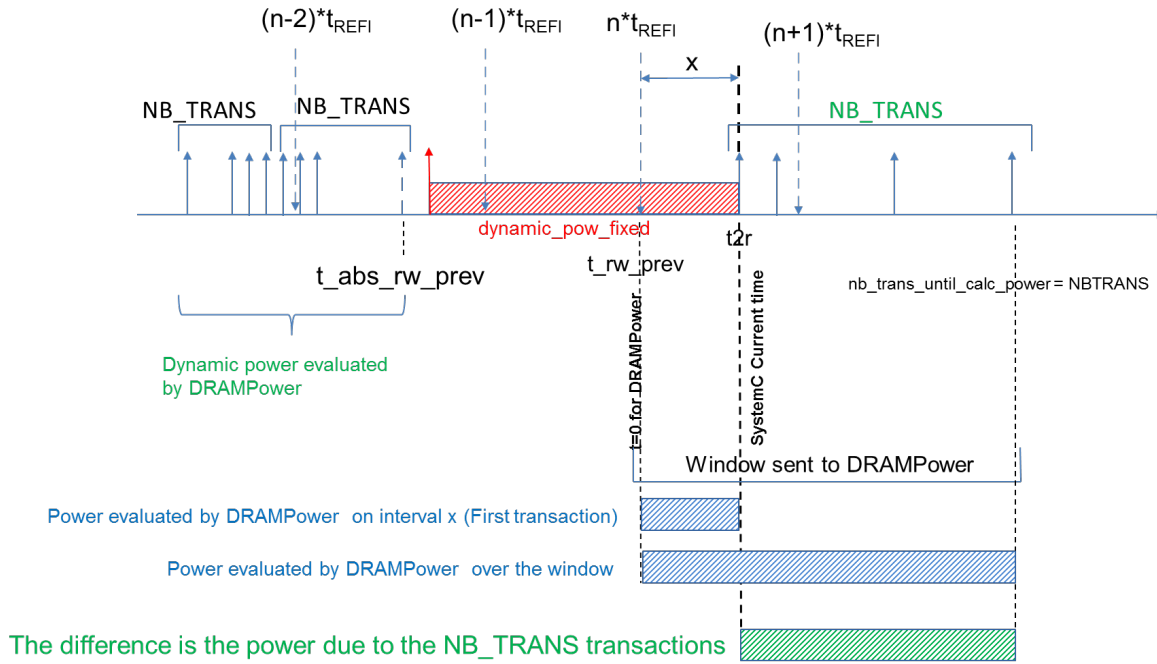 (n-2)*tREFI
(n-1)*tREFI
n*tREFI
(n+1)*tREFI
x
NB_TRANS
NB_TRANS
NB_TRANS
dynamic_pow_fixed
t2r
t_abs_rw_prev
t_rw_prev
nb_trans_until_calc_power = NBTRANS
Dynamic power evaluated
by DRAMPower
t=0 for DRAMPower
SystemC Current time
Window sent to DRAMPower
Power evaluated by DRAMPower on interval x (First transaction)
Power evaluated by DRAMPower over the window
The difference is the power due to the NB_TRANS transactions